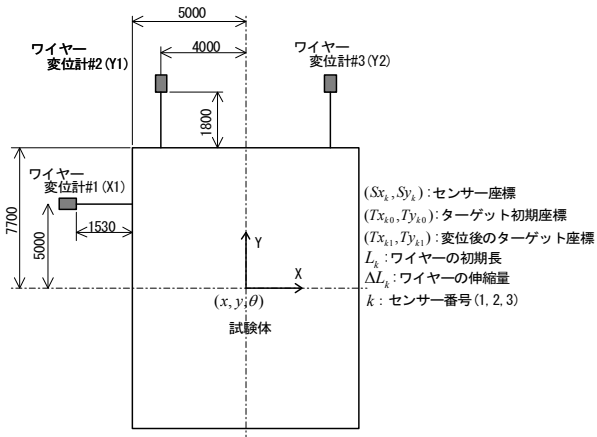 5000
4000
ワイヤー
変位計#2(Y1)
ワイヤー
変位計#3(Y2)
1800
ワイヤー
変位計#1(X1)
1530
7700
5000
Y
X
(x, y, θ)
試験体
(Sx_k, Sy_k):センサー座標
(Tx_k0, Ty_k0):ターゲット初期座標
(Tx_k1, Ty_k1):変位後のターゲット座標
L_k:ワイヤーの初期長
ΔL_k:ワイヤーの伸縮量
k:センサー番号(1,2,3)